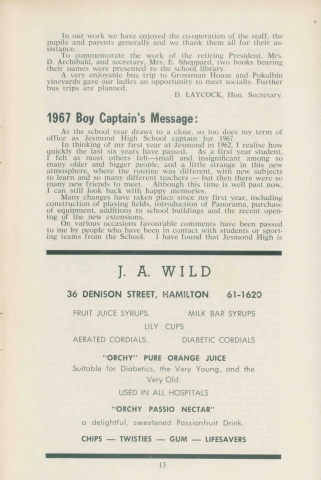 In our work we have enjoyed the co-operation of the staff, the
pupils and parents generally and we thank them all for their as-
sistance.
To commemorate the work of the retiring President, Mrs.
D. Archibald, and secretary, Mrs. E. Sheppard, two books bearing
their names were presented to the school library.
A very enjoyable bus trip to Grossman House and Pokolbin
vineyards gave our ladies an opportunity to meet socially. Further
bus trips are planned.
D. LAYCOCK, Hon. Secretary.
1967 Boy Captain's Message:
As the school year draws to a close, so too does my term of
office as Jesmond High School captain for 1967.
In thinking of my first year at Jesmond in 1962, I realise how
quickly the last six years have passed. As a first year student,
I felt as most others felt—small and insignificant among so
many older and bigger people, and a little strange in this new
atmosphere, where the routine was different, with new subjects
to learn and so many different teachers — but then there were so
many new friends to meet. Although this time is well past now,
I can still look back with happy memories.
Many changes have taken place since my first year, including
construction of playing fields, introduction of Panorama, purchase
of equipment, additions to school buildings and the recent open-
ing of the new extensions.
On various occasions favourable comments have been passed
to me by people who have been in contact with students or sport-
ing teams from the School. I have found that Jesmond High is
J. A. WILD
36 DENISON STREET, HAMILTON 61-1620
FRUIT JUICE SYRUPS. MILK BAR SYRUPS
LILY CUPS
AERATED CORDIALS. DIABETIC CORDIALS
"ORCHY" PURE ORANGE JUICE
Suitable for Diabetics, the Very Young, and the
Very Old.
USED IN ALL HOSPITALS
"ORCHY PASSIO NECTAR"
a delightful, sweetened Passionfruit Drink.
CHIPS — TWISTIES — GUM — LIFESAVERS
13